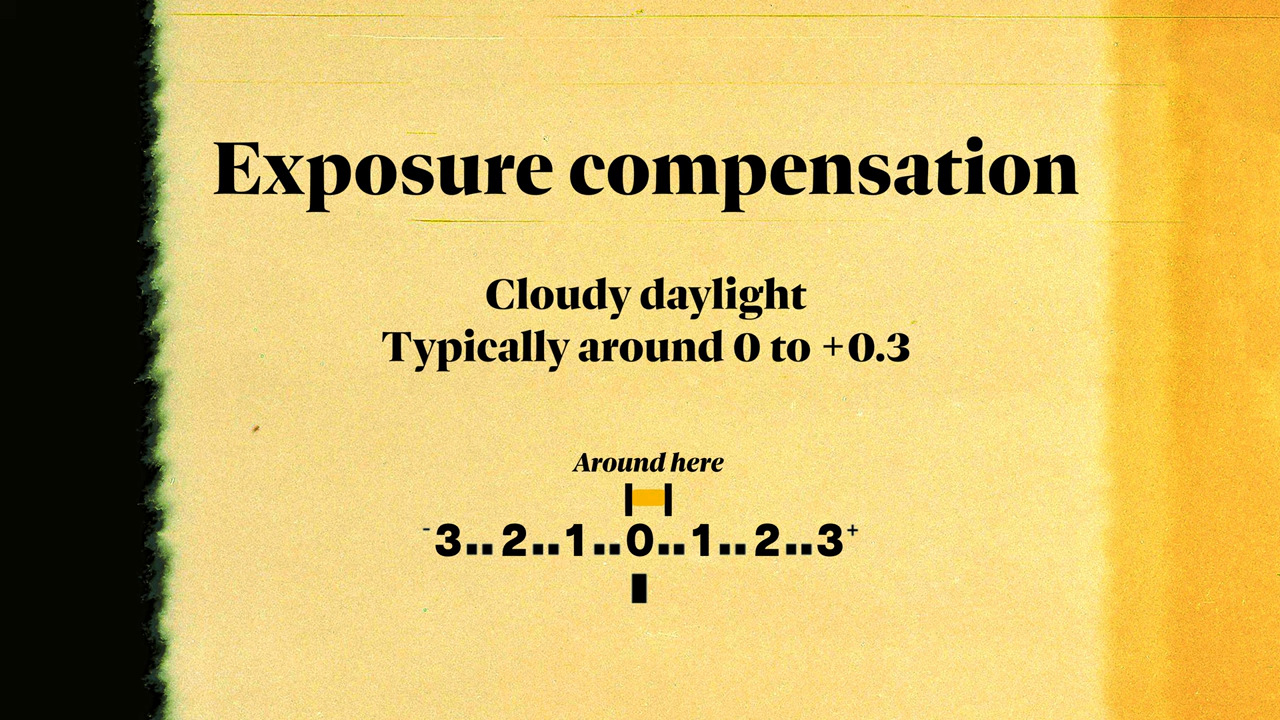 Exposure compensation
Cloudy daylight
Typically around 0 to +0.3
Around here
-3..2..1..0..1..2..3+